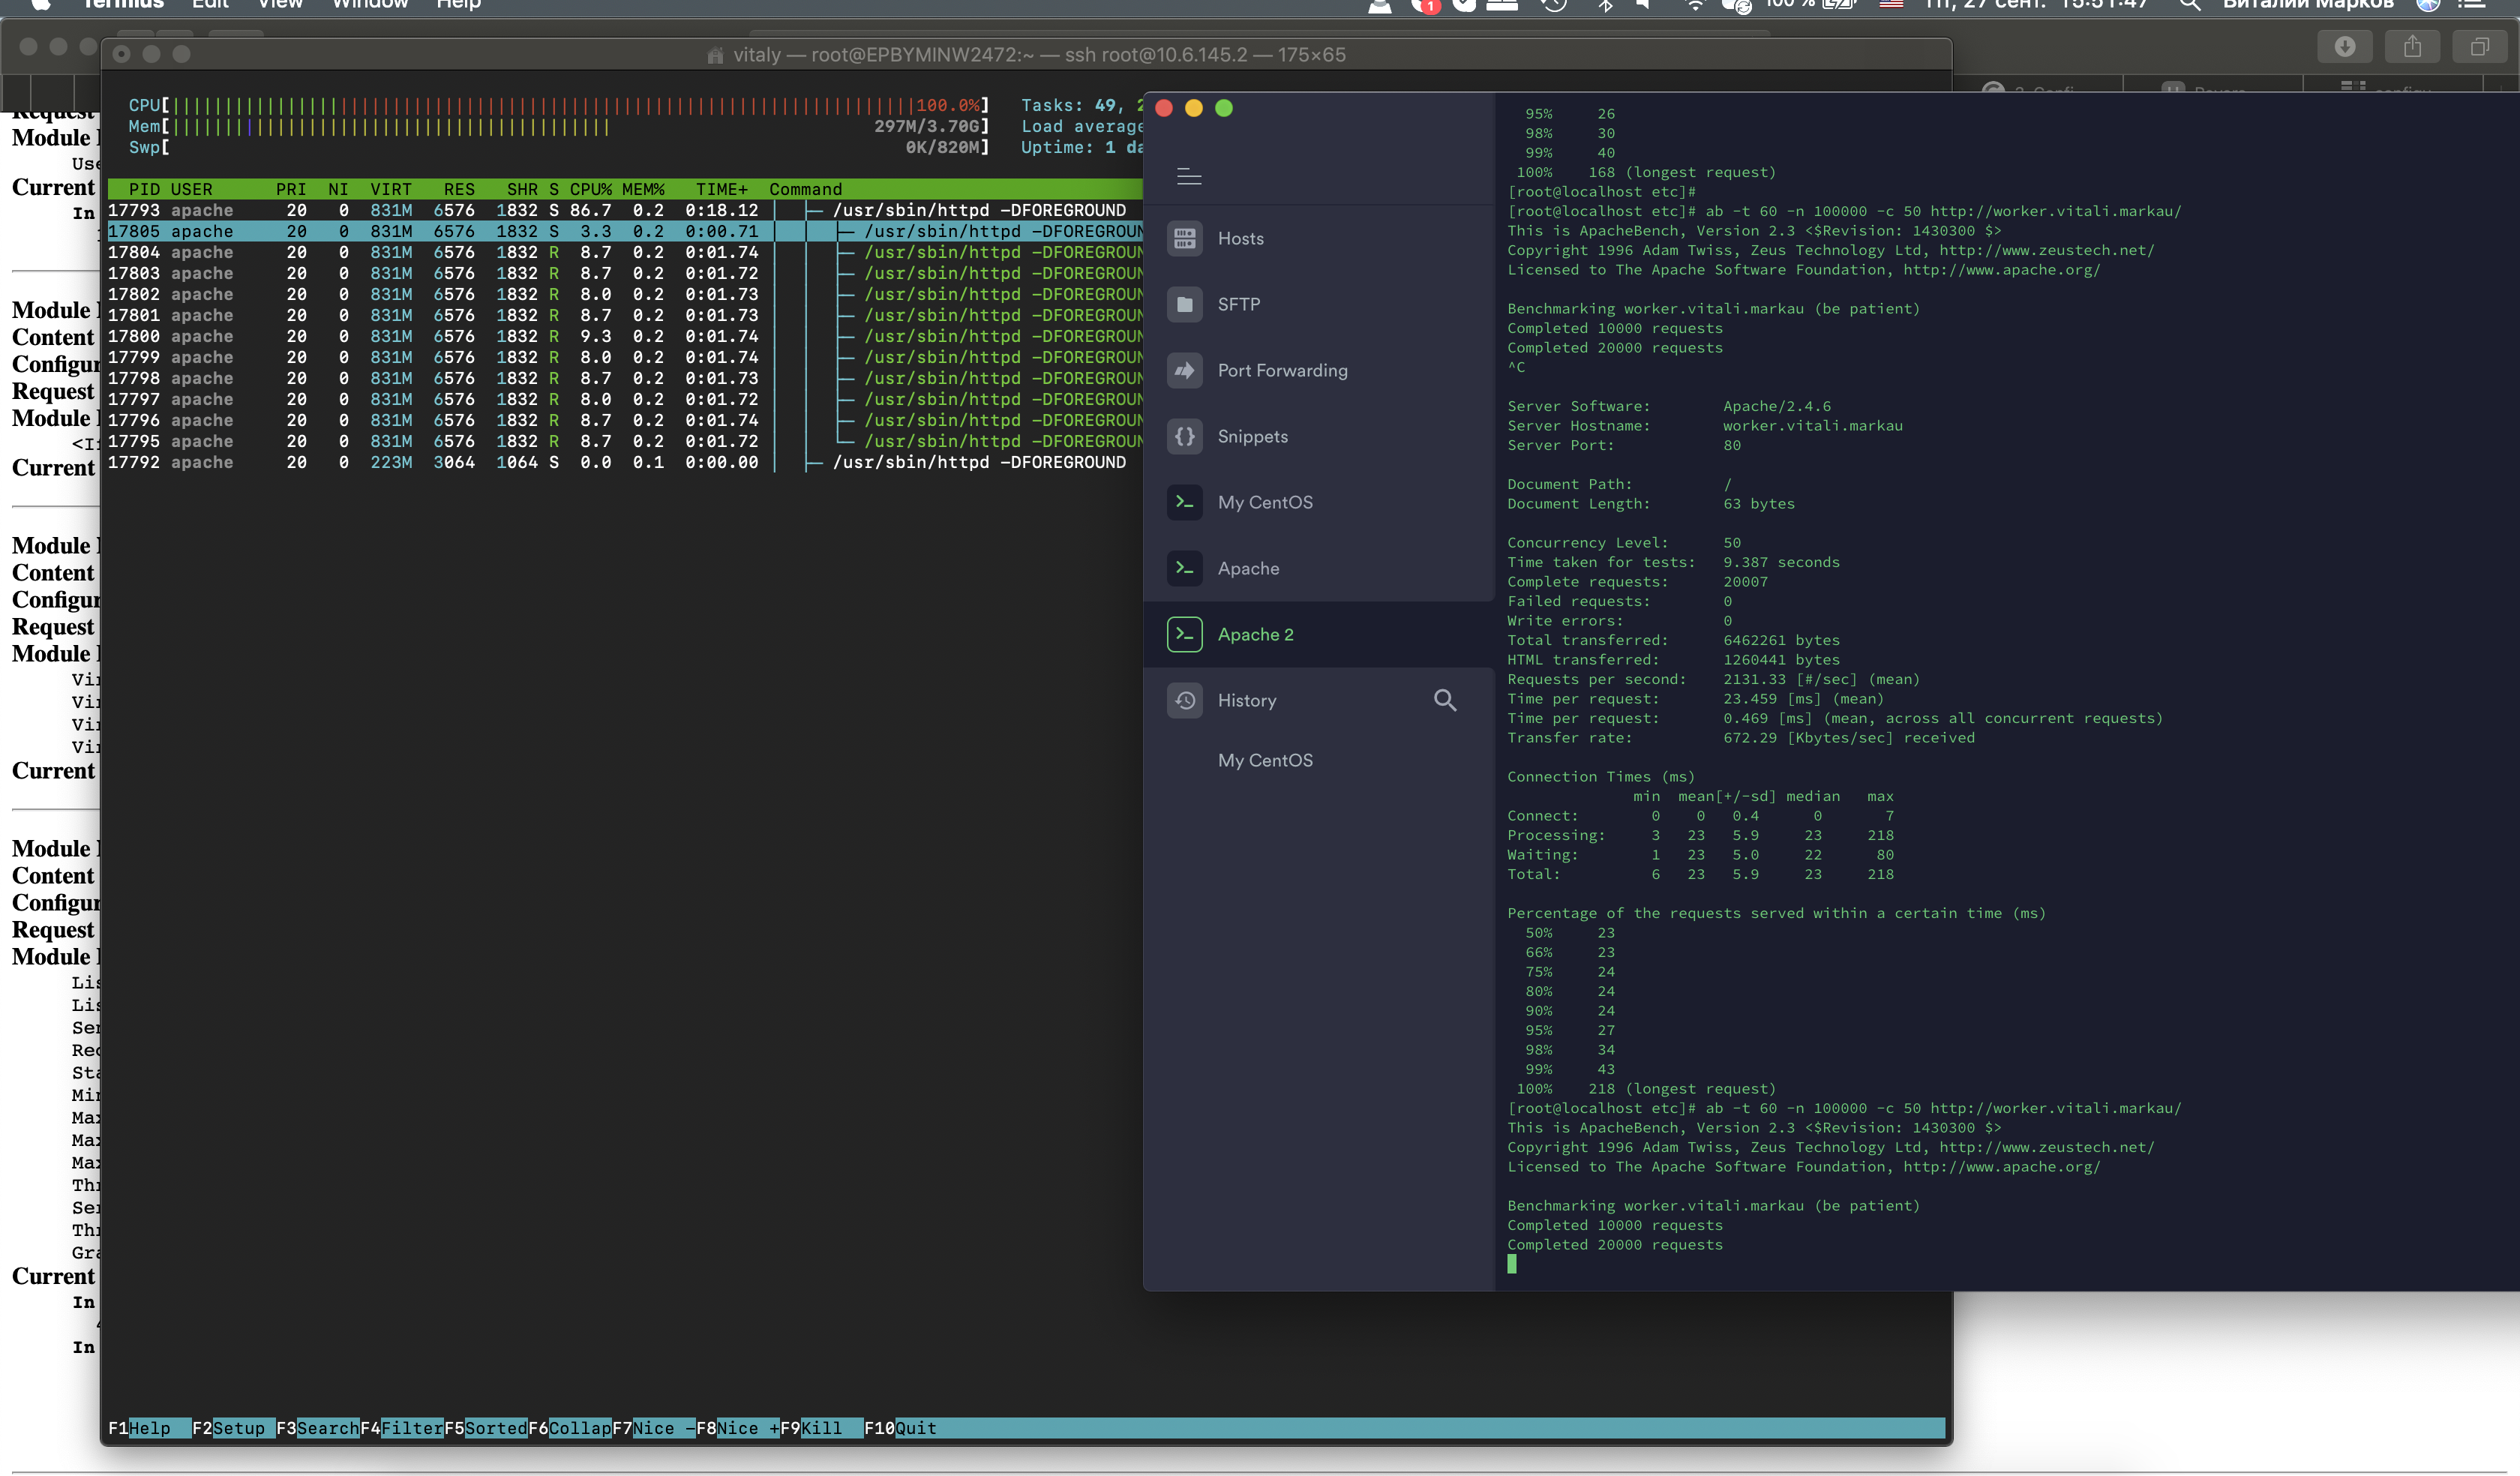 Termius Edit View Window Help 1 100 % Пт, 27 сент. 15:51:47 Виталий Марков
vitaly — root@EPBYMINW2472:~ — ssh root@10.6.145.2 — 175×65
Request
Module
Use
Current
In
Module
Content
Configur
Request
Module
<If
Current
Module
Content
Configur
Request
Module
Vir
Vir
Vir
Vir
Current
Module
Content
Configur
Request
Module
Lis
Lis
Ser
Rec
Sta
Min
Max
Max
Max
Thr
Ser
Thr
Gra
Current
In
In
CPU[100.0%] Tasks: 49, 2
Mem[297M/3.70G] Load average
Swp[0K/820M] Uptime: 1 da
PID USER PRI NI VIRT RES SHR S CPU% MEM% TIME+ Command
17793 apache 20 0 831M 6576 1832 S 86.7 0.2 0:18.12 /usr/sbin/httpd -DFOREGROUND
17805 apache 20 0 831M 6576 1832 S 3.3 0.2 0:00.71 /usr/sbin/httpd -DFOREGROUN
17804 apache 20 0 831M 6576 1832 R 8.7 0.2 0:01.74 /usr/sbin/httpd -DFOREGROUN
17803 apache 20 0 831M 6576 1832 R 8.7 0.2 0:01.72 /usr/sbin/httpd -DFOREGROUN
17802 apache 20 0 831M 6576 1832 R 8.0 0.2 0:01.73 /usr/sbin/httpd -DFOREGROUN
17801 apache 20 0 831M 6576 1832 R 8.7 0.2 0:01.73 /usr/sbin/httpd -DFOREGROUN
17800 apache 20 0 831M 6576 1832 R 9.3 0.2 0:01.74 /usr/sbin/httpd -DFOREGROUN
17799 apache 20 0 831M 6576 1832 R 8.0 0.2 0:01.74 /usr/sbin/httpd -DFOREGROUN
17798 apache 20 0 831M 6576 1832 R 8.7 0.2 0:01.73 /usr/sbin/httpd -DFOREGROUN
17797 apache 20 0 831M 6576 1832 R 8.0 0.2 0:01.72 /usr/sbin/httpd -DFOREGROUN
17796 apache 20 0 831M 6576 1832 R 8.7 0.2 0:01.74 /usr/sbin/httpd -DFOREGROUN
17795 apache 20 0 831M 6576 1832 R 8.7 0.2 0:01.72 /usr/sbin/httpd -DFOREGROUN
17792 apache 20 0 223M 3064 1064 S 0.0 0.1 0:00.00 /usr/sbin/httpd -DFOREGROUND
F1Help F2Setup F3SearchF4FilterF5SortedF6CollapF7Nice -F8Nice +F9Kill F10Quit
Hosts
SFTP
Port Forwarding
Snippets
My CentOS
Apache
Apache 2
History
My CentOS
95% 26
98% 30
99% 40
100% 168 (longest request)
[root@localhost etc]#
[root@localhost etc]# ab -t 60 -n 100000 -c 50 http://worker.vitali.markau/
This is ApacheBench, Version 2.3 <$Revision: 1430300 $>
Copyright 1996 Adam Twiss, Zeus Technology Ltd, http://www.zeustech.net/
Licensed to The Apache Software Foundation, http://www.apache.org/
Benchmarking worker.vitali.markau (be patient)
Completed 10000 requests
Completed 20000 requests
^C
Server Software: Apache/2.4.6
Server Hostname: worker.vitali.markau
Server Port: 80
Document Path: /
Document Length: 63 bytes
Concurrency Level: 50
Time taken for tests: 9.387 seconds
Complete requests: 20007
Failed requests: 0
Write errors: 0
Total transferred: 6462261 bytes
HTML transferred: 1260441 bytes
Requests per second: 2131.33 [#/sec] (mean)
Time per request: 23.459 [ms] (mean)
Time per request: 0.469 [ms] (mean, across all concurrent requests)
Transfer rate: 672.29 [Kbytes/sec] received
Connection Times (ms)
min mean[+/-sd] median max
Connect: 0 0 0.4 0 7
Processing: 3 23 5.9 23 218
Waiting: 1 23 5.0 22 80
Total: 6 23 5.9 23 218
Percentage of the requests served within a certain time (ms)
50% 23
66% 23
75% 24
80% 24
90% 24
95% 27
98% 34
99% 43
100% 218 (longest request)
[root@localhost etc]# ab -t 60 -n 100000 -c 50 http://worker.vitali.markau/
This is ApacheBench, Version 2.3 <$Revision: 1430300 $>
Copyright 1996 Adam Twiss, Zeus Technology Ltd, http://www.zeustech.net/
Licensed to The Apache Software Foundation, http://www.apache.org/
Benchmarking worker.vitali.markau (be patient)
Completed 10000 requests
Completed 20000 requests